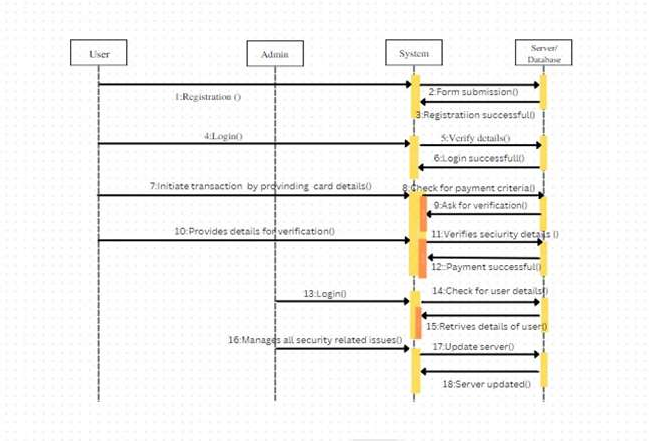 User
Admin
System
Server/
Database
1:Registration ()
2:Form submission()
3:Registratiion successful()
4:Login()
5:Verify details()
6:Login successfull()
7:Initiate transaction by provinding card details()
8:Check for payment criteria()
9:Ask for verification()
10:Provides details for verification()
11:Verifies seciurity details ()
12::Payment successful()
13:Login()
14:Check for user details()
15:Retrives details of user()
16:Manages all security related issues()
17:Update server()
18:Server updated()